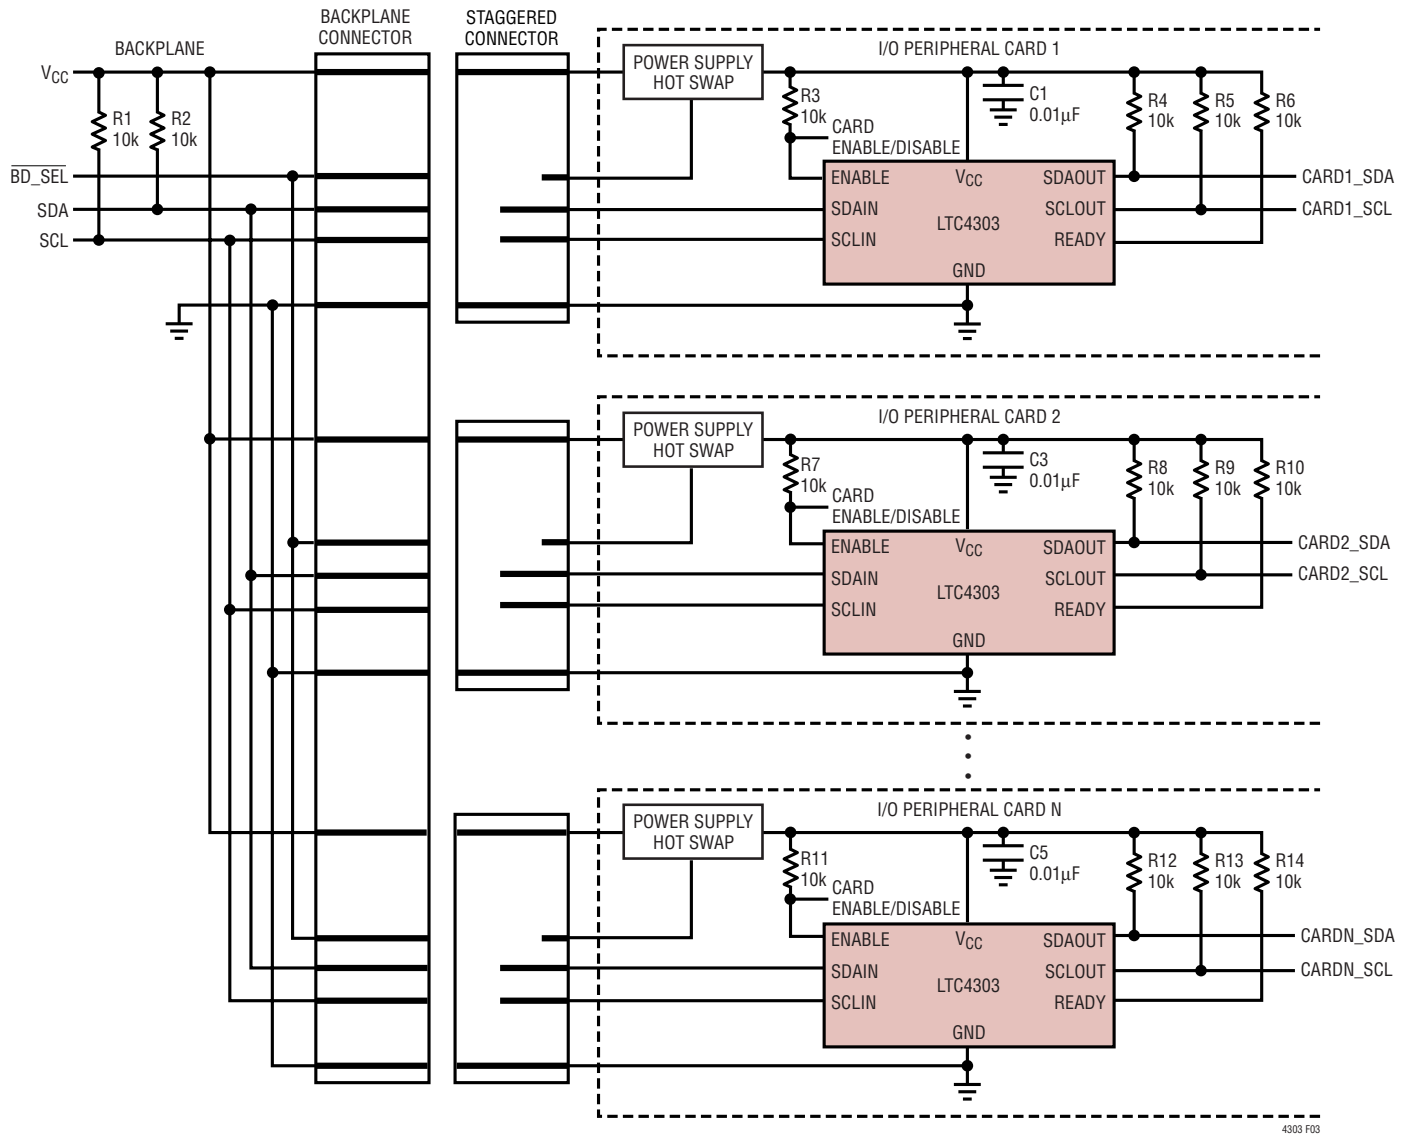 BACKPLANE
CONNECTOR
STAGGERED
CONNECTOR
BACKPLANE
VCC
R1
10k
R2
10k
BD_SEL
SDA
SCL
I/O PERIPHERAL CARD 1
POWER SUPPLY
HOT SWAP
R3
10k
CARD
ENABLE/DISABLE
C1
0.01µF
R4
10k
R5
10k
R6
10k
ENABLE
VCC
SDAOUT
SDAIN
LTC4303
SCLOUT
SCLIN
READY
GND
CARD1_SDA
CARD1_SCL
I/O PERIPHERAL CARD 2
POWER SUPPLY
HOT SWAP
R7
10k
CARD
ENABLE/DISABLE
C3
0.01µF
R8
10k
R9
10k
R10
10k
ENABLE
VCC
SDAOUT
SDAIN
LTC4303
SCLOUT
SCLIN
READY
GND
CARD2_SDA
CARD2_SCL
I/O PERIPHERAL CARD N
POWER SUPPLY
HOT SWAP
R11
10k
CARD
ENABLE/DISABLE
C5
0.01µF
R12
10k
R13
10k
R14
10k
ENABLE
VCC
SDAOUT
SDAIN
LTC4303
SCLOUT
SCLIN
READY
GND
CARDN_SDA
CARDN_SCL
4303 F03